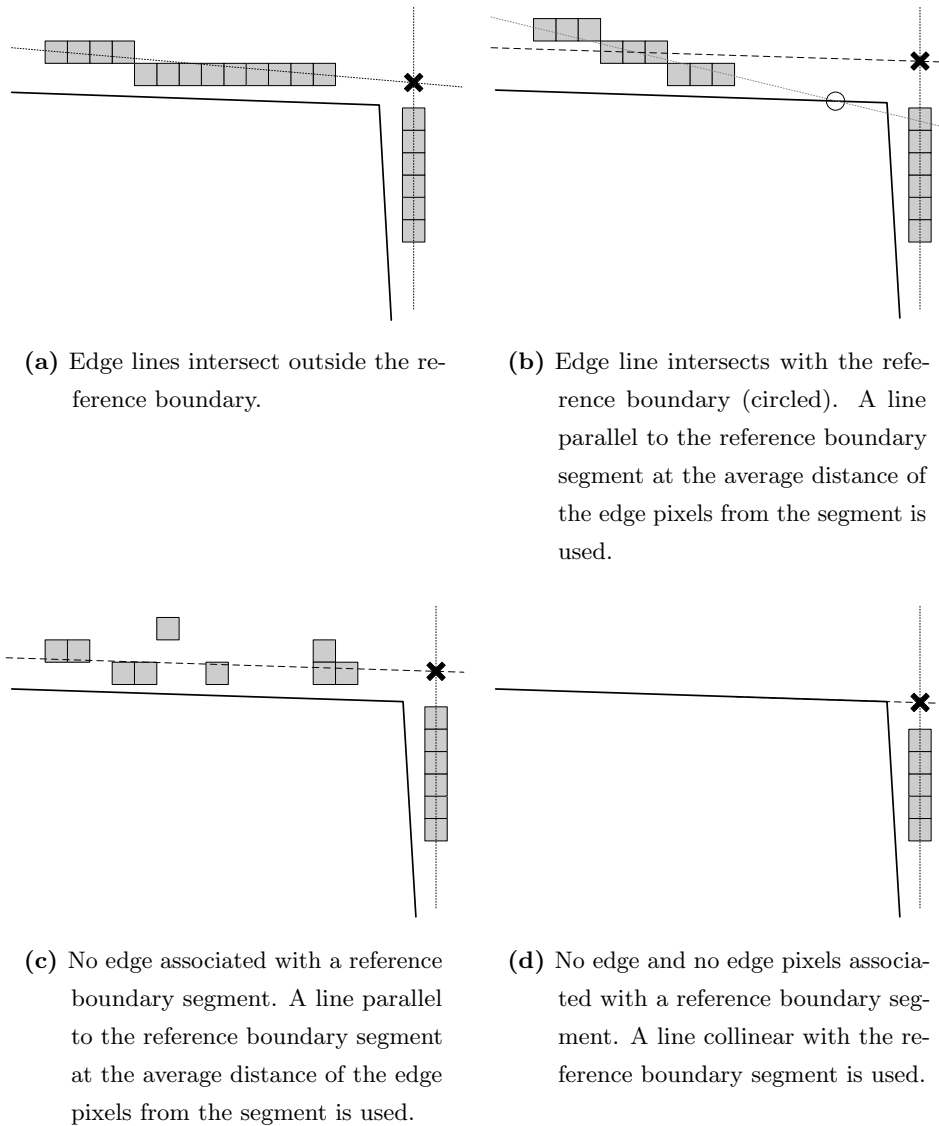 (a) Edge lines intersect outside the re-
ference boundary.
(b) Edge line intersects with the refe-
rence boundary (circled). A line
parallel to the reference boundary
segment at the average distance of
the edge pixels from the segment is
used.
(c) No edge associated with a reference
boundary segment. A line parallel
to the reference boundary segment
at the average distance of the edge
pixels from the segment is used.
(d) No edge and no edge pixels associa-
ted with a reference boundary seg-
ment. A line collinear with the re-
ference boundary segment is used.